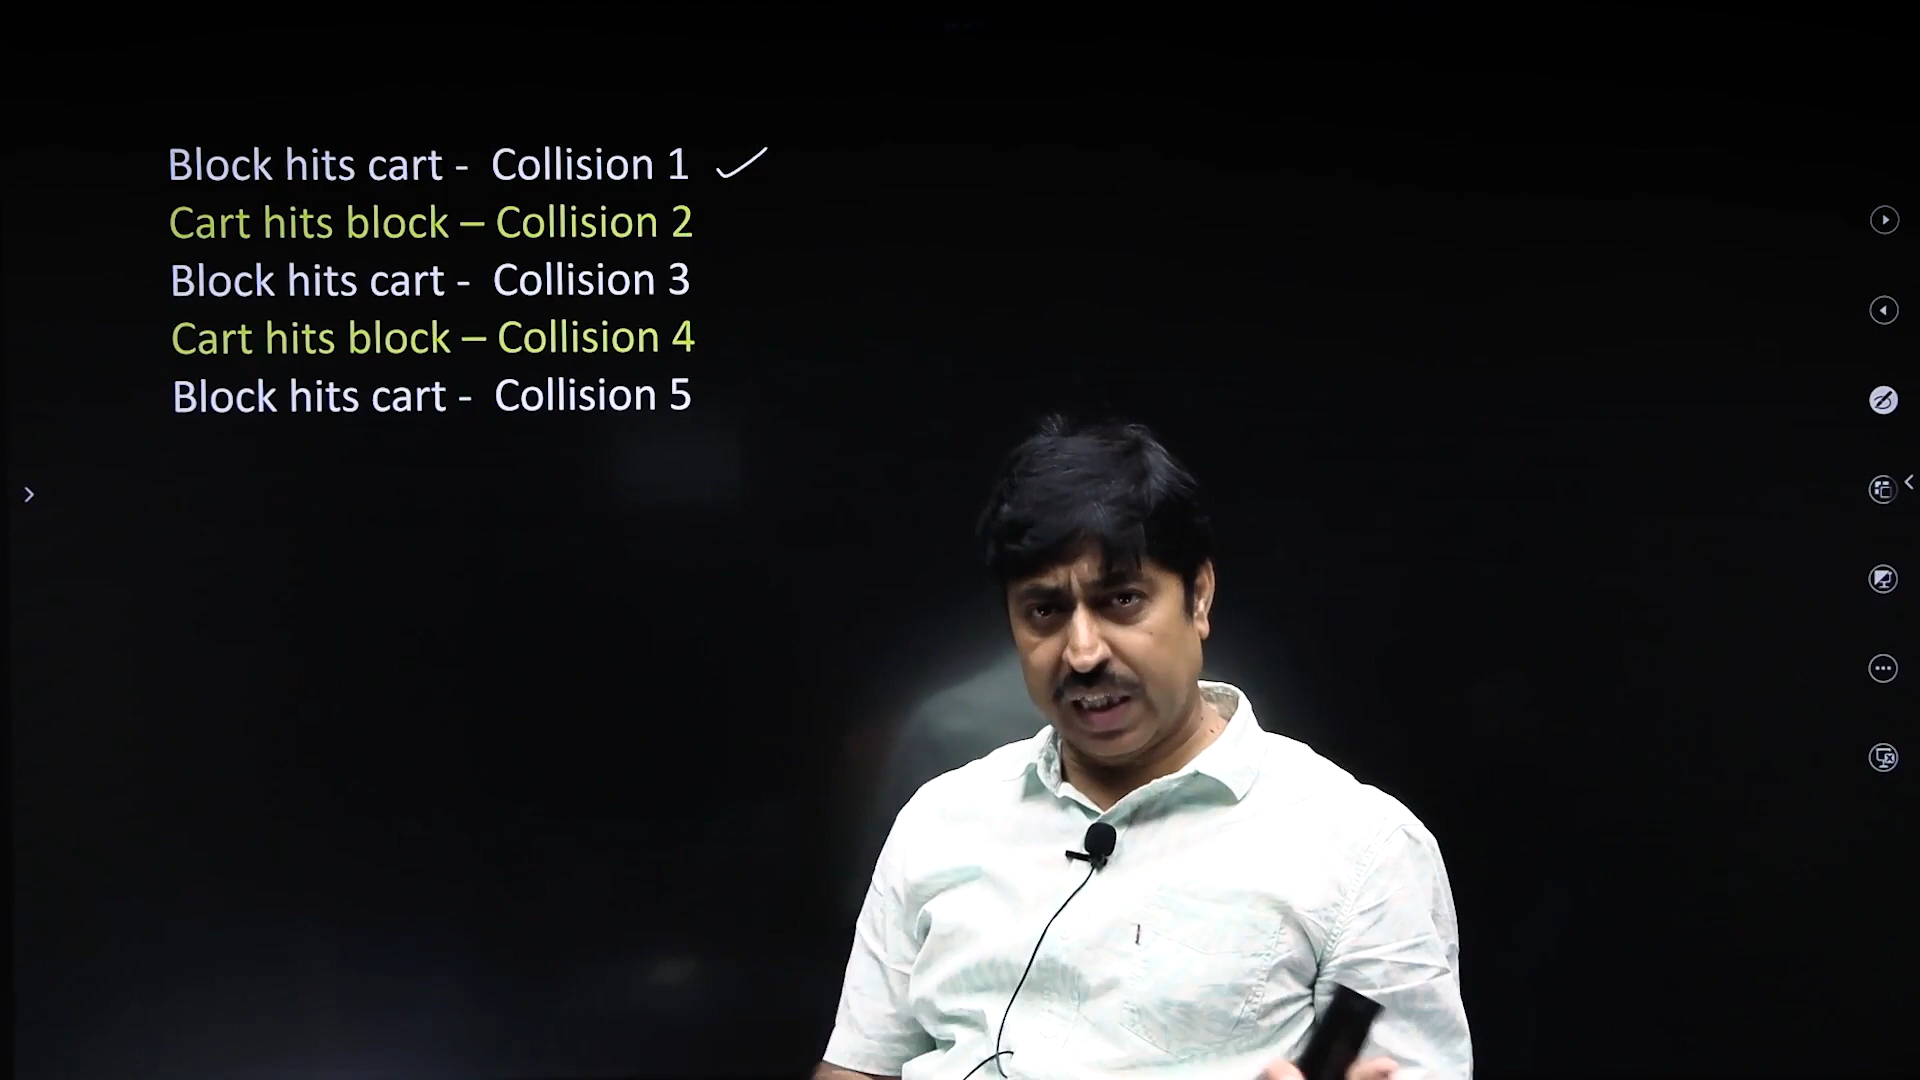 Block hits cart -  Collision 1
Cart hits block – Collision 2
Block hits cart -  Collision 3
Cart hits block – Collision 4
Block hits cart -  Collision 5